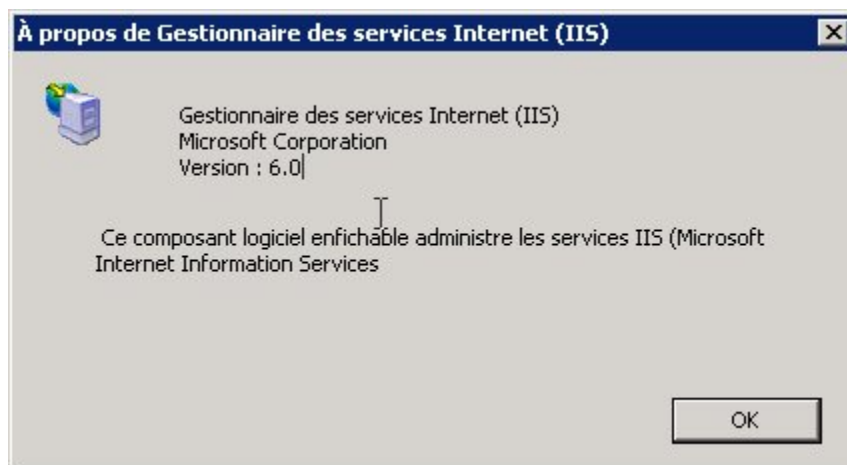 À propos de Gestionnaire des services Internet (IIS)
Gestionnaire des services Internet (IIS)
Microsoft Corporation
Version : 6.0
Ce composant logiciel enfichable administre les services IIS (Microsoft
Internet Information Services
OK